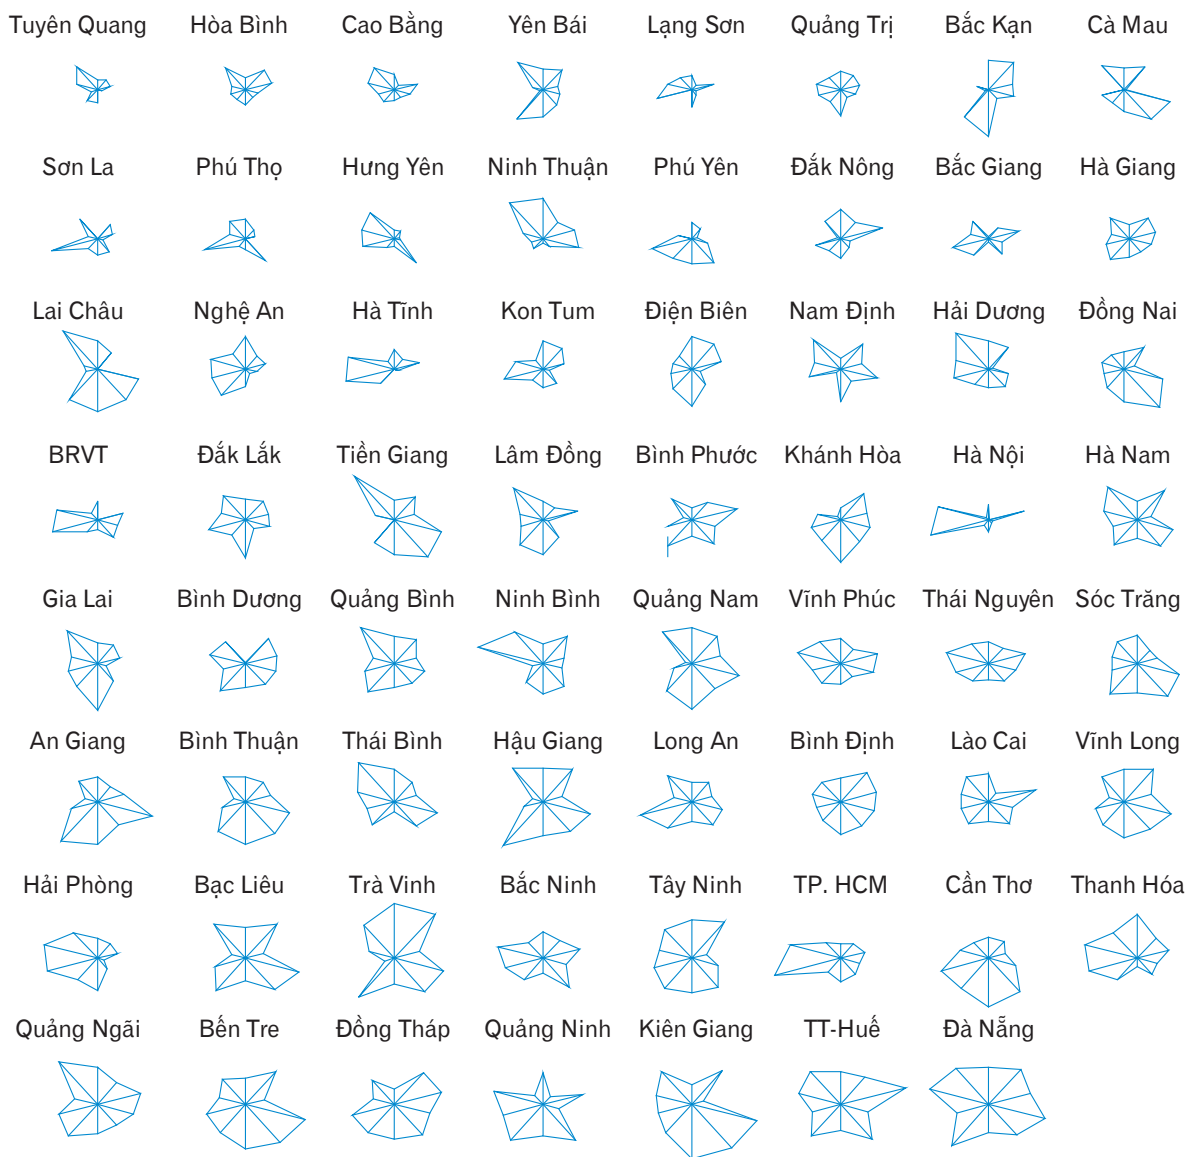 Tuyên Quang Hòa Bình Cao Bằng Yên Bái Lạng Sơn Quảng Trị Bắc Kạn Cà Mau
Sơn La Phú Thọ Hưng Yên Ninh Thuận Phú Yên Đắk Nông Bắc Giang Hà Giang
Lai Châu Nghệ An Hà Tĩnh Kon Tum Điện Biên Nam Định Hải Dương Đồng Nai
BRVT Đắk Lắk Tiền Giang Lâm Đồng Bình Phước Khánh Hòa Hà Nội Hà Nam
Gia Lai Bình Dương Quảng Bình Ninh Bình Quảng Nam Vĩnh Phúc Thái Nguyên Sóc Trăng
An Giang Bình Thuận Thái Bình Hậu Giang Long An Bình Định Lào Cai Vĩnh Long
Hải Phòng Bạc Liêu Trà Vinh Bắc Ninh Tây Ninh TP. HCM Cần Thơ Thanh Hóa
Quảng Ngãi Bến Tre Đồng Tháp Quảng Ninh Kiên Giang TT-Huế Đà Nẵng